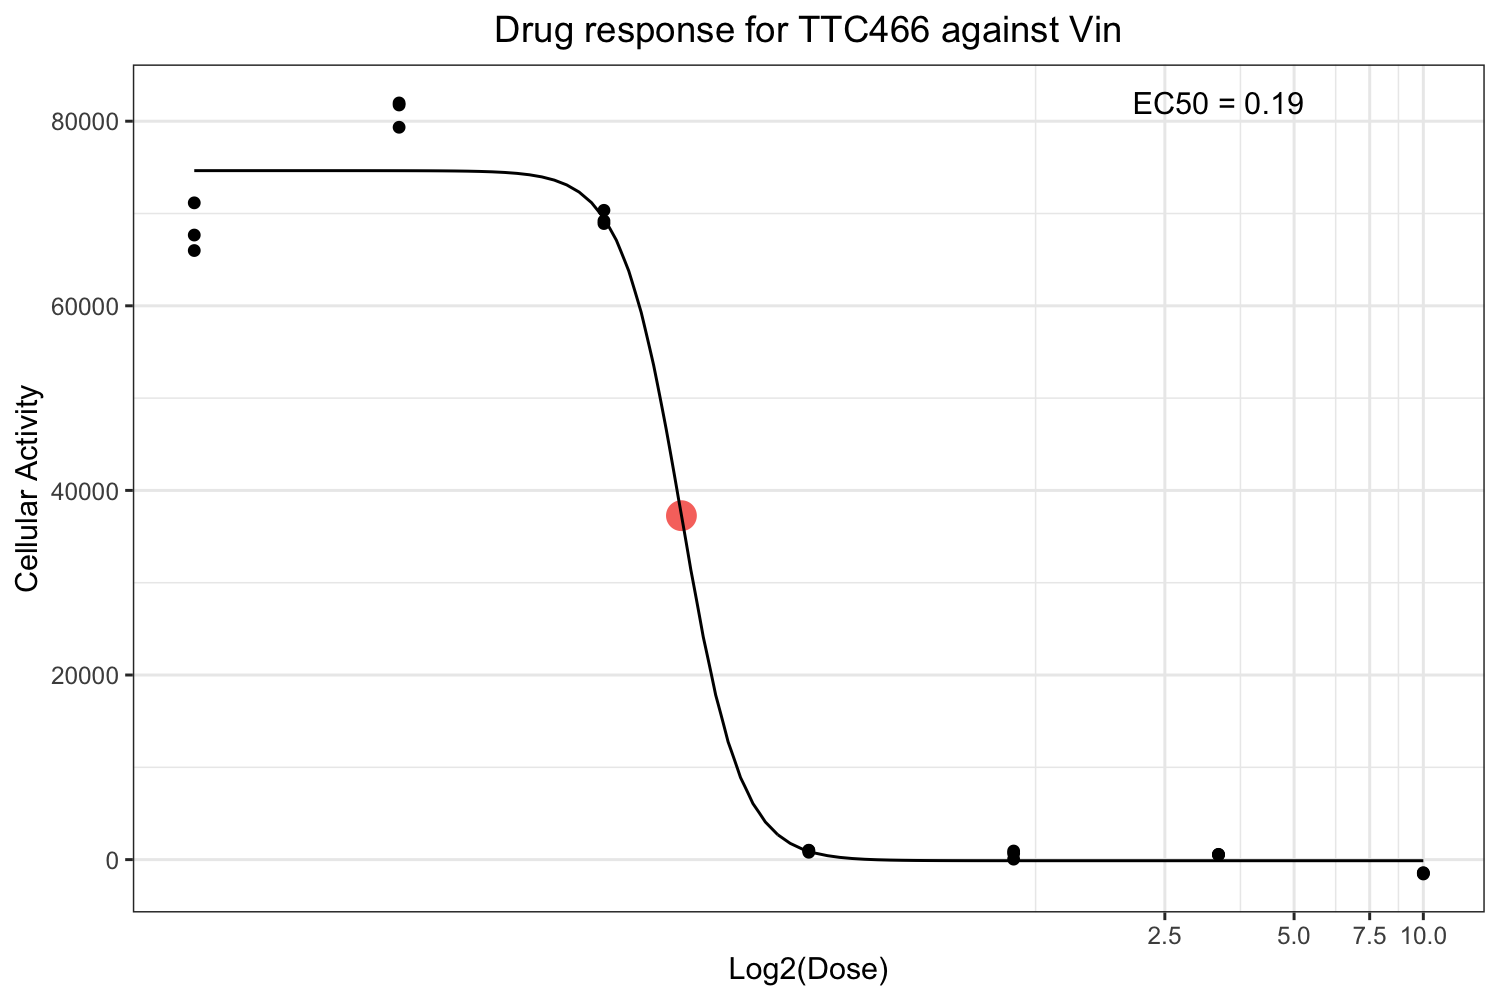 Drug response for TTC466 against Vin
EC50 = 0.19
80000
60000
40000
20000
0
Cellular Activity
2.5 5.0 7.5 10.0
Log2(Dose)